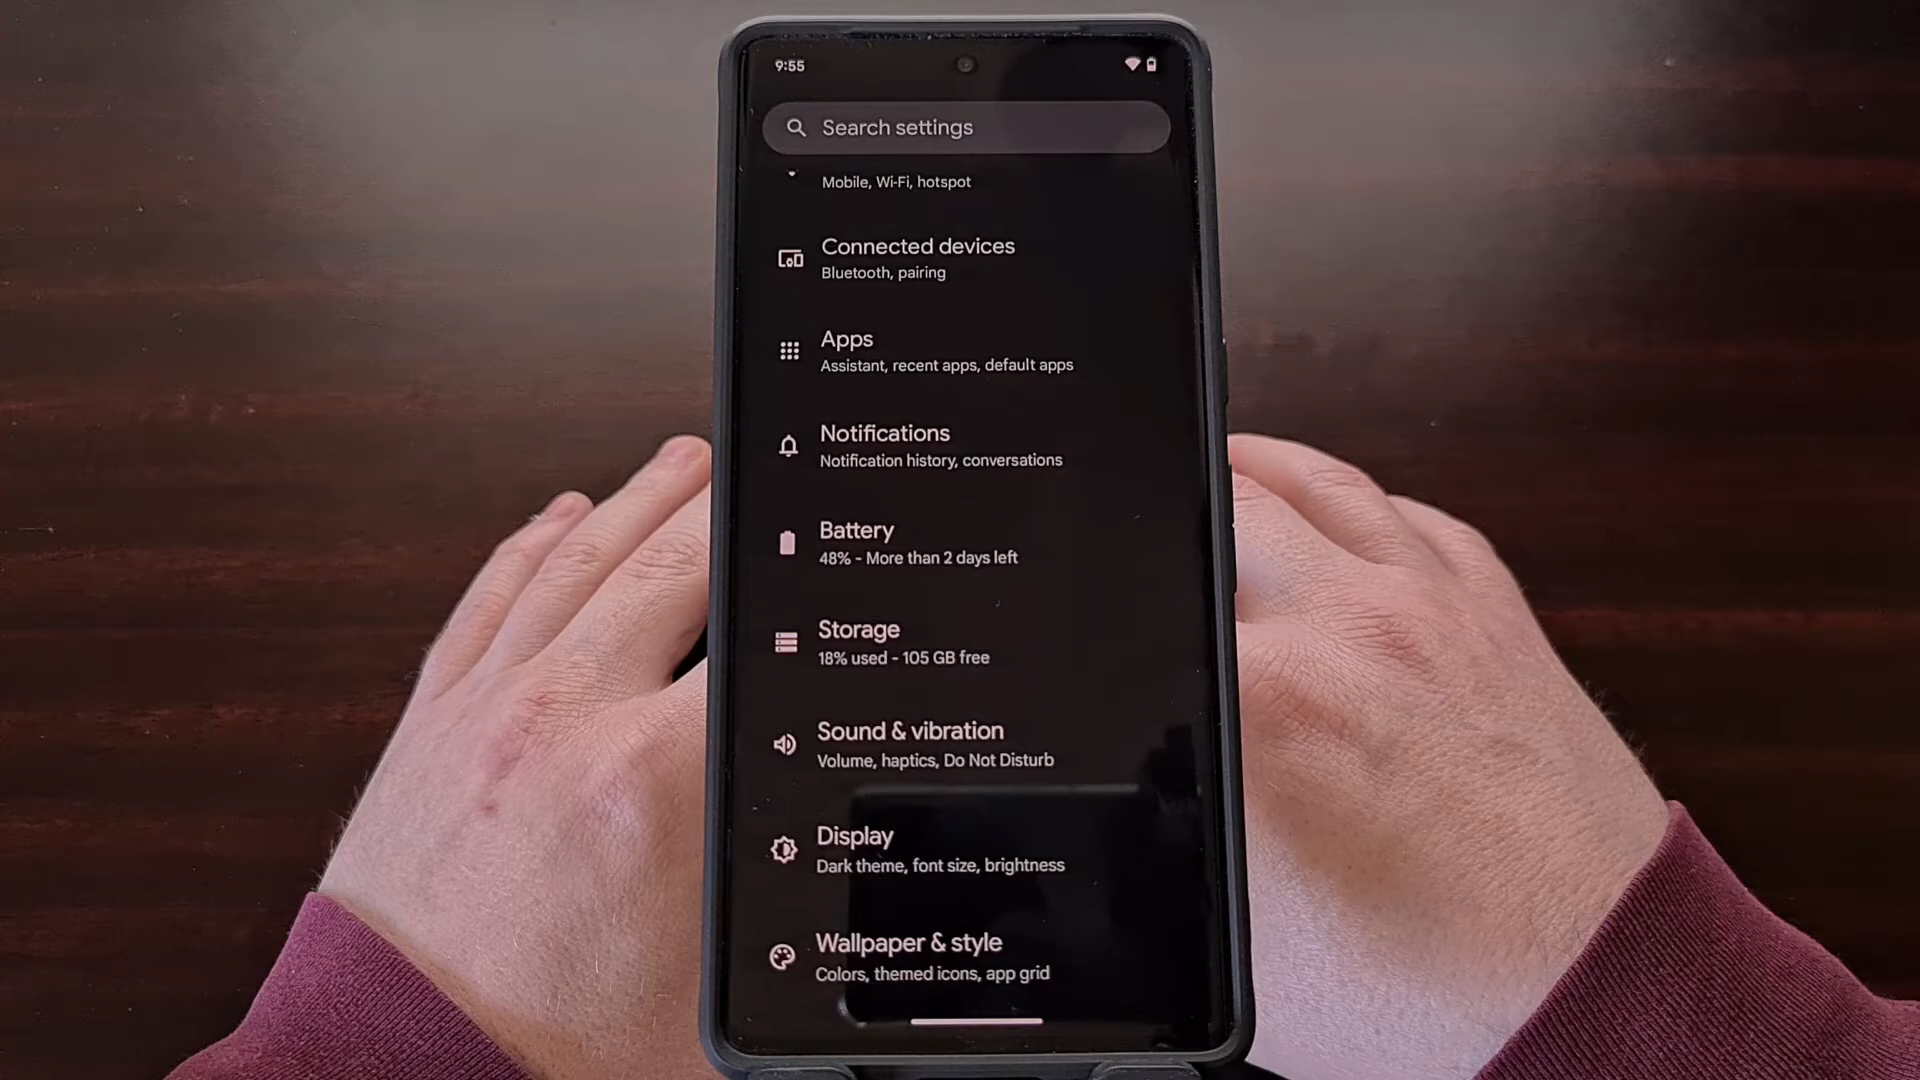 9:55
Search settings
Mobile, Wi-Fi, hotspot
Connected devices
Bluetooth, pairing
Apps
Assistant, recent apps, default apps
Notifications
Notification history, conversations
Battery
48% - More than 2 days left
Storage
18% used - 105 GB free
Sound & vibration
Volume, haptics, Do Not Disturb
Display
Dark theme, font size, brightness
Wallpaper & style
Colors, themed icons, app grid